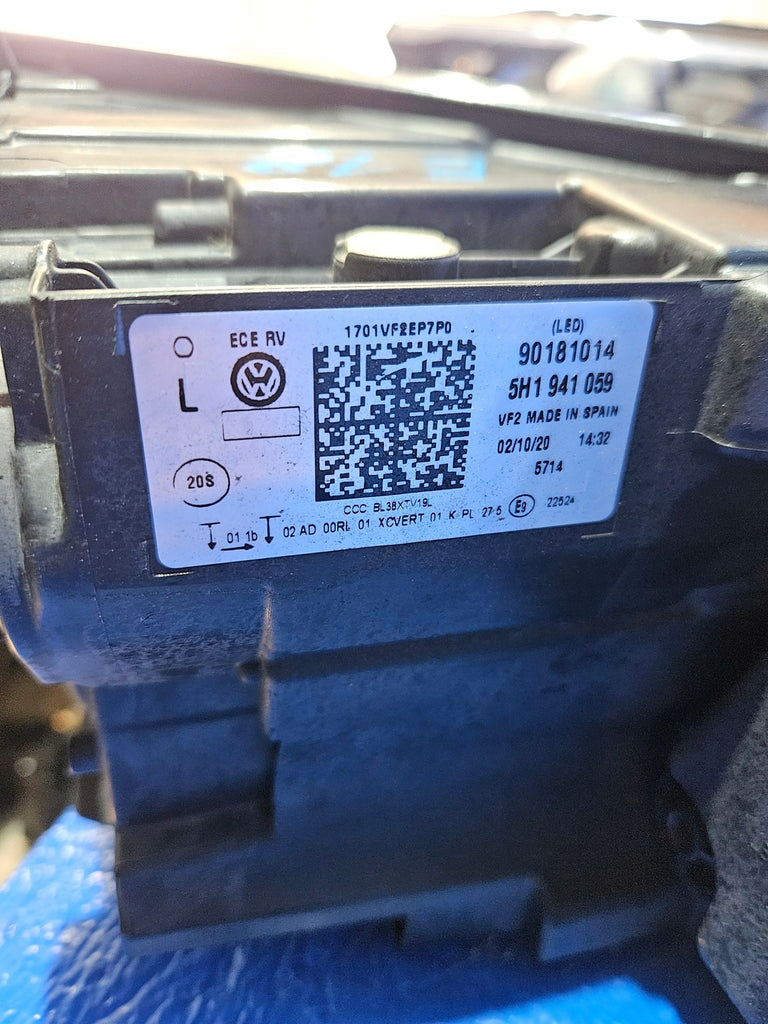 ECE RV
L
20S
1701VF2EP7P0
(LED)
90181014
5H1 941 059
VF2 MADE IN SPAIN
02/10/20 14:32
5714
CCC BL38XTV19L
01 1b 02 AD 00RL 01 XCVERT 01 K PL 27.5 E9 22524